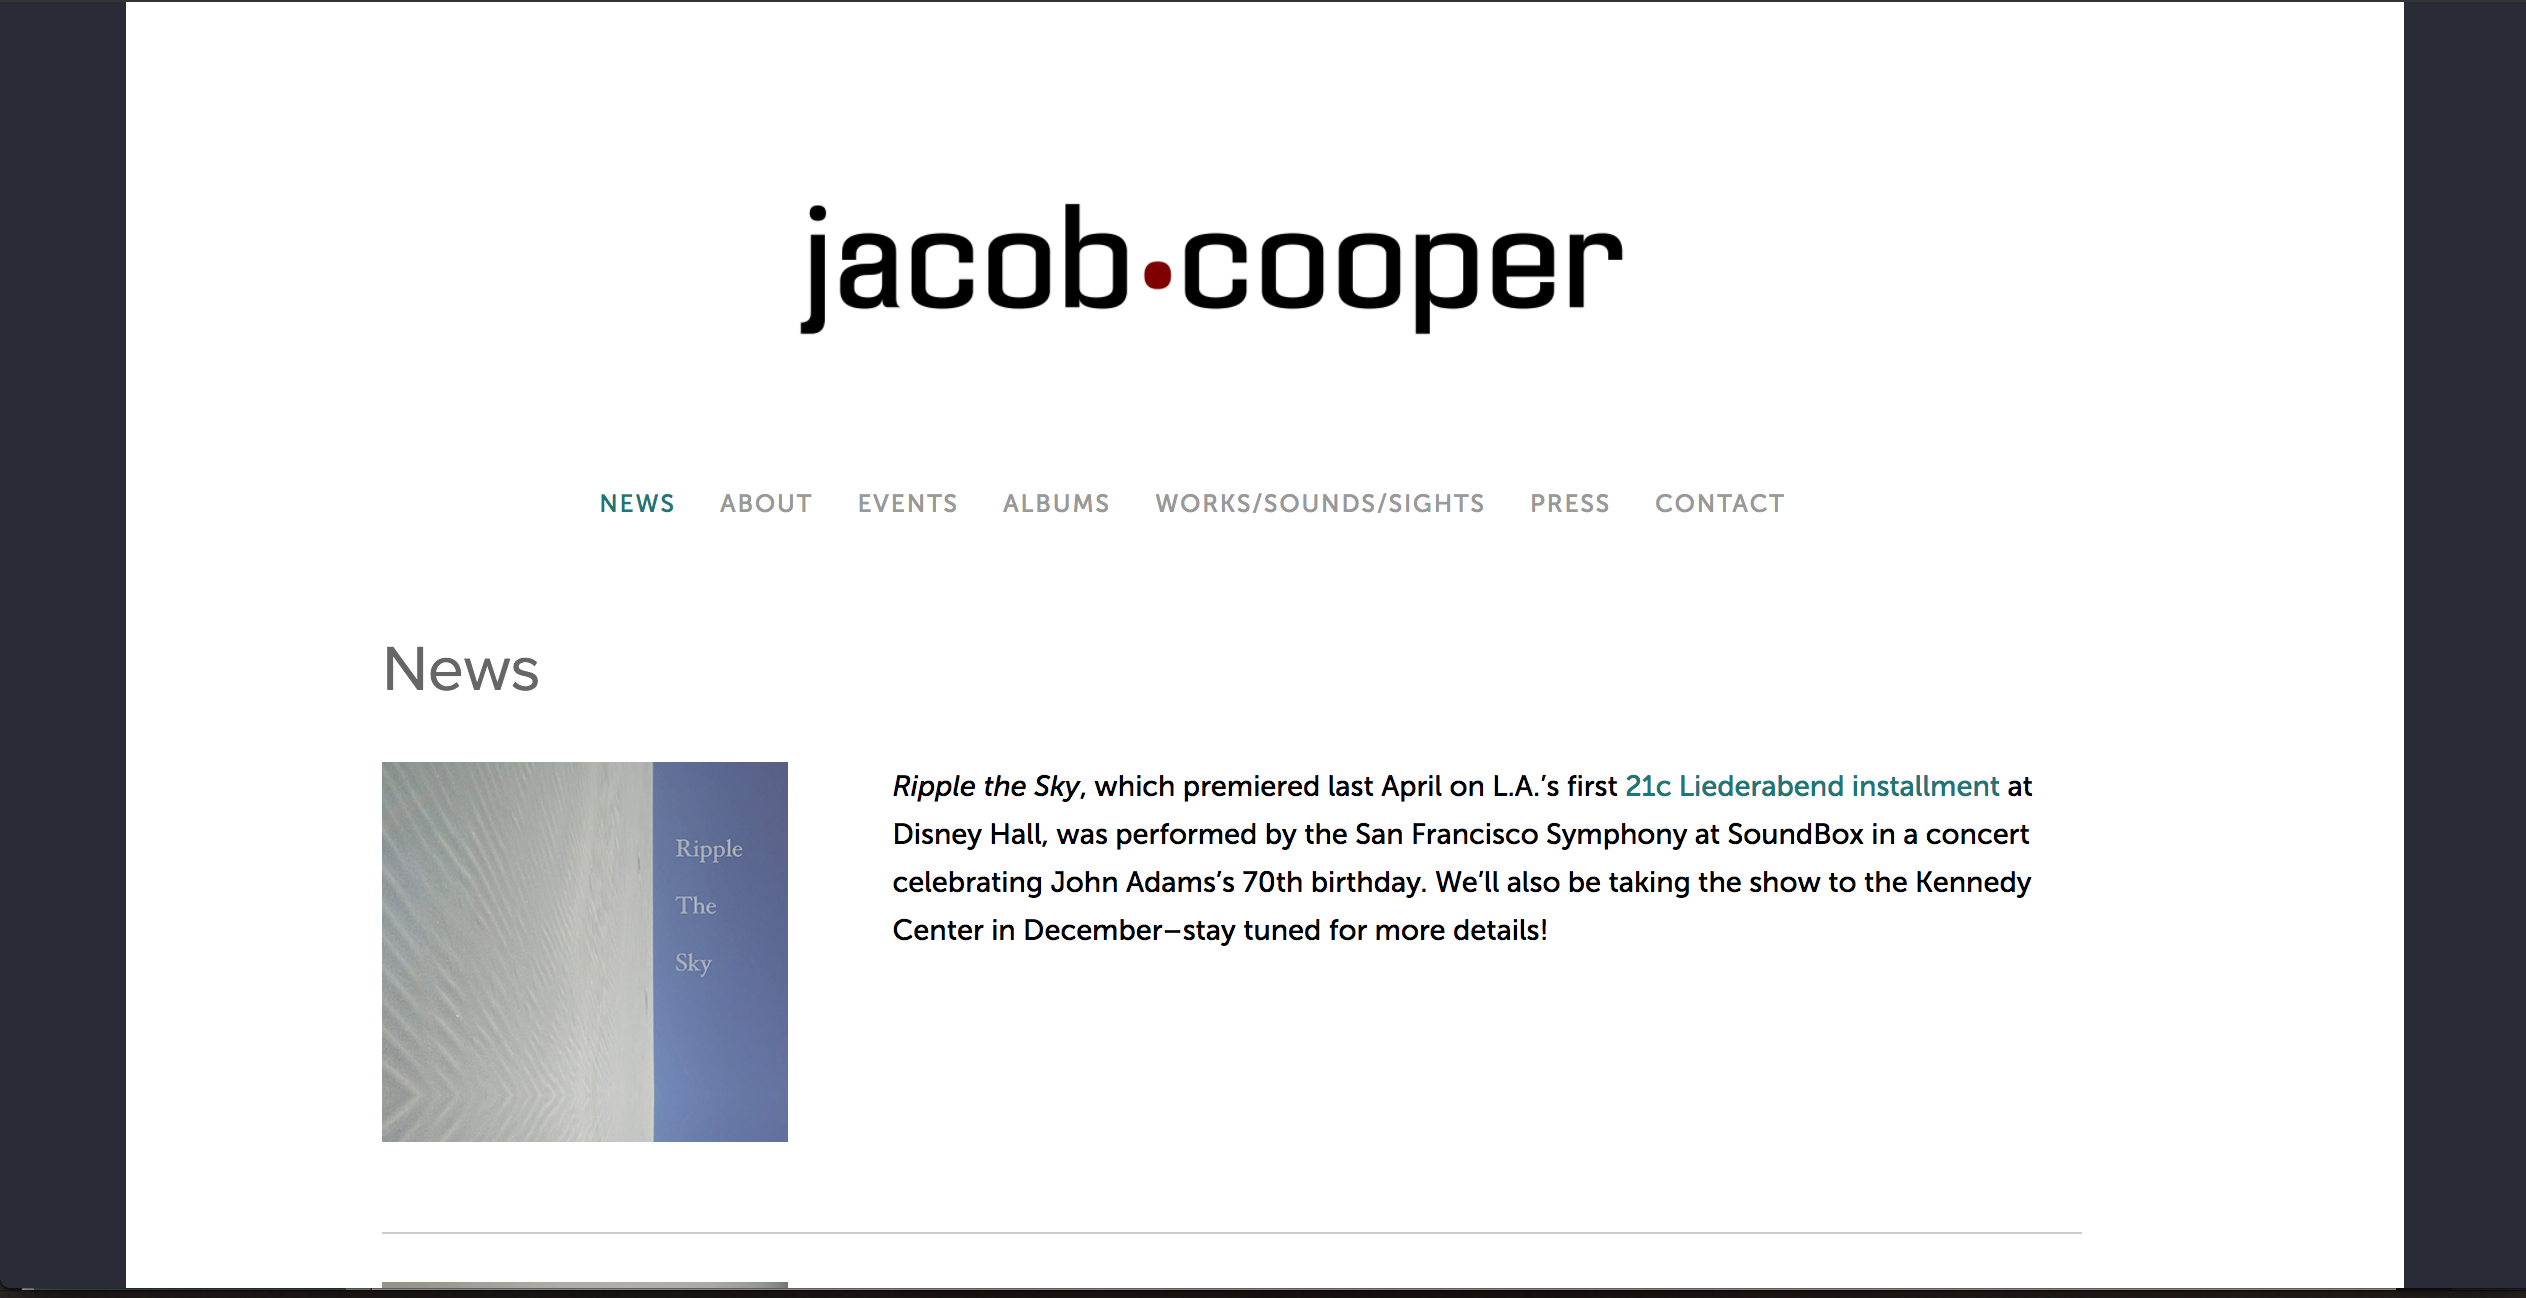 jacob•cooper
NEWS ABOUT EVENTS ALBUMS WORKS/SOUNDS/SIGHTS PRESS CONTACT
News
Ripple
The
Sky
Ripple the Sky, which premiered last April on L.A.’s first 21c Liederabend installment at
Disney Hall, was performed by the San Francisco Symphony at SoundBox in a concert
celebrating John Adams’s 70th birthday. We’ll also be taking the show to the Kennedy
Center in December–stay tuned for more details!